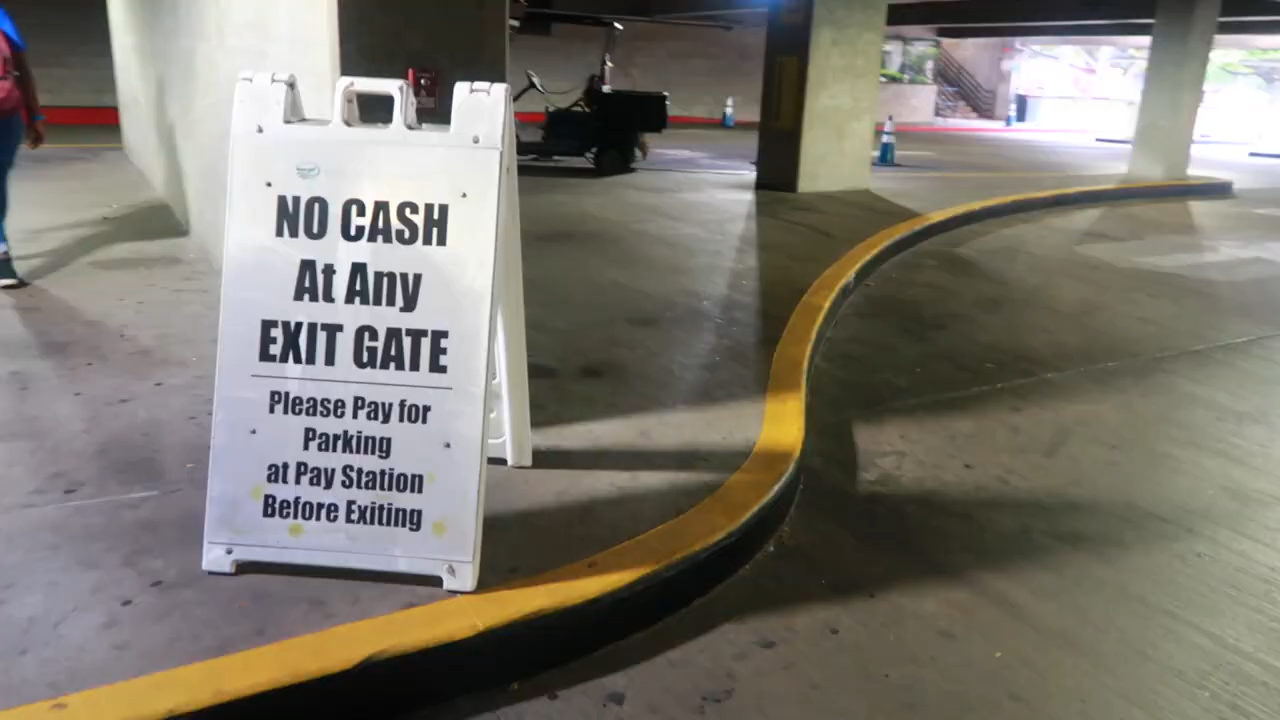 NO CASH
At Any
EXIT GATE
Please Pay for
Parking
at Pay Station
Before Exiting